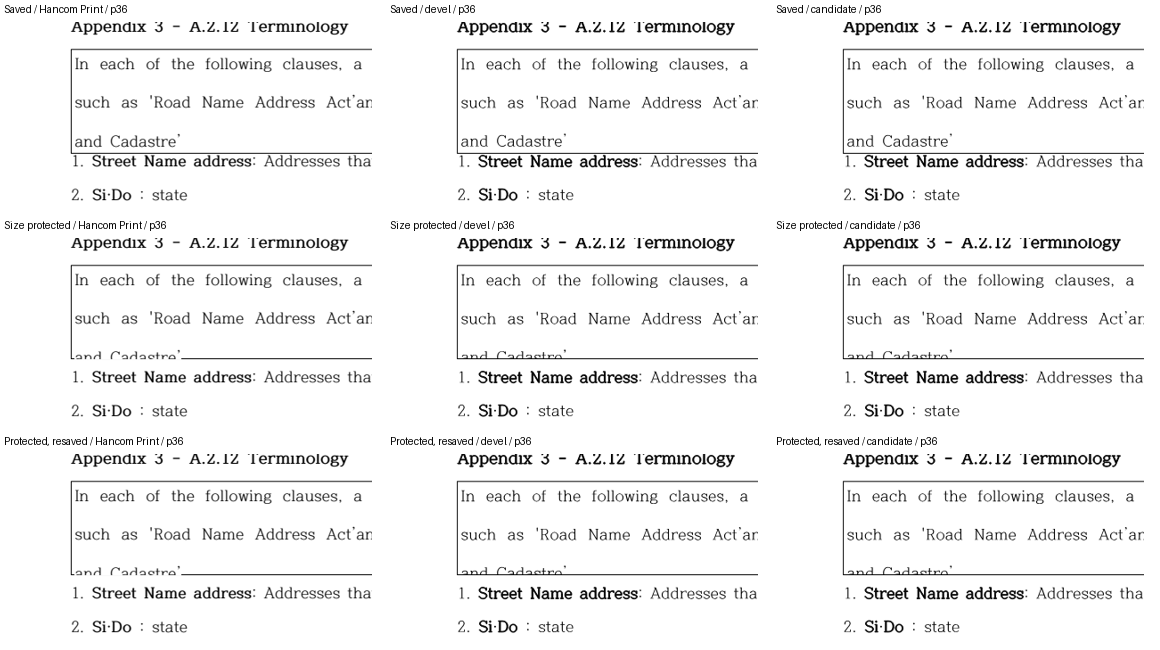 Saved / Hancom Print / p36
Appendix 3 - A.2.12 Terminology
In each of the following clauses, a
such as 'Road Name Address Act'an
and Cadastre'
1. Street Name address: Addresses tha
2. Si·Do : state
Saved / devel / p36
Appendix 3 - A.2.12 Terminology
In each of the following clauses, a
such as 'Road Name Address Act'an
and Cadastre'
1. Street Name address: Addresses tha
2. Si·Do : state
Saved / candidate / p36
Appendix 3 - A.2.12 Terminology
In each of the following clauses, a
such as 'Road Name Address Act'an
and Cadastre'
1. Street Name address: Addresses tha
2. Si·Do : state
Size protected / Hancom Print / p36
Appendix 3 - A.2.12 Terminology
In each of the following clauses, a
such as 'Road Name Address Act'an
and Cadastre'
1. Street Name address: Addresses tha
2. Si·Do : state
Size protected / devel / p36
Appendix 3 - A.2.12 Terminology
In each of the following clauses, a
such as 'Road Name Address Act'an
and Cadastre'
1. Street Name address: Addresses tha
2. Si·Do : state
Size protected / candidate / p36
Appendix 3 - A.2.12 Terminology
In each of the following clauses, a
such as 'Road Name Address Act'an
and Cadastre'
1. Street Name address: Addresses tha
2. Si·Do : state
Protected, resaved / Hancom Print / p36
Appendix 3 - A.2.12 Terminology
In each of the following clauses, a
such as 'Road Name Address Act'an
and Cadastre'
1. Street Name address: Addresses tha
2. Si·Do : state
Protected, resaved / devel / p36
Appendix 3 - A.2.12 Terminology
In each of the following clauses, a
such as 'Road Name Address Act'an
and Cadastre'
1. Street Name address: Addresses tha
2. Si·Do : state
Protected, resaved / candidate / p36
Appendix 3 - A.2.12 Terminology
In each of the following clauses, a
such as 'Road Name Address Act'an
and Cadastre'
1. Street Name address: Addresses tha
2. Si·Do : state